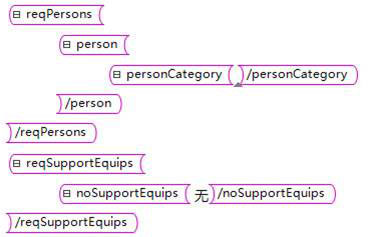 reqPersons
person
personCategory /personCategory
/person
/reqPersons
reqSupportEquips
noSupportEquips 无 /noSupportEquips
/reqSupportEquips